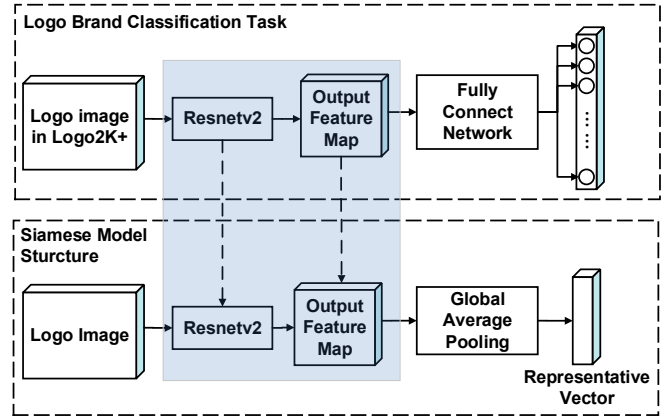 Logo Brand Classification Task
Logo image
in Logo2K+
Resnetv2
Output
Feature
Map
Fully
Connect
Network
Siamese Model
Sturcture
Logo Image
Resnetv2
Output
Feature
Map
Global
Average
Pooling
Representative
Vector